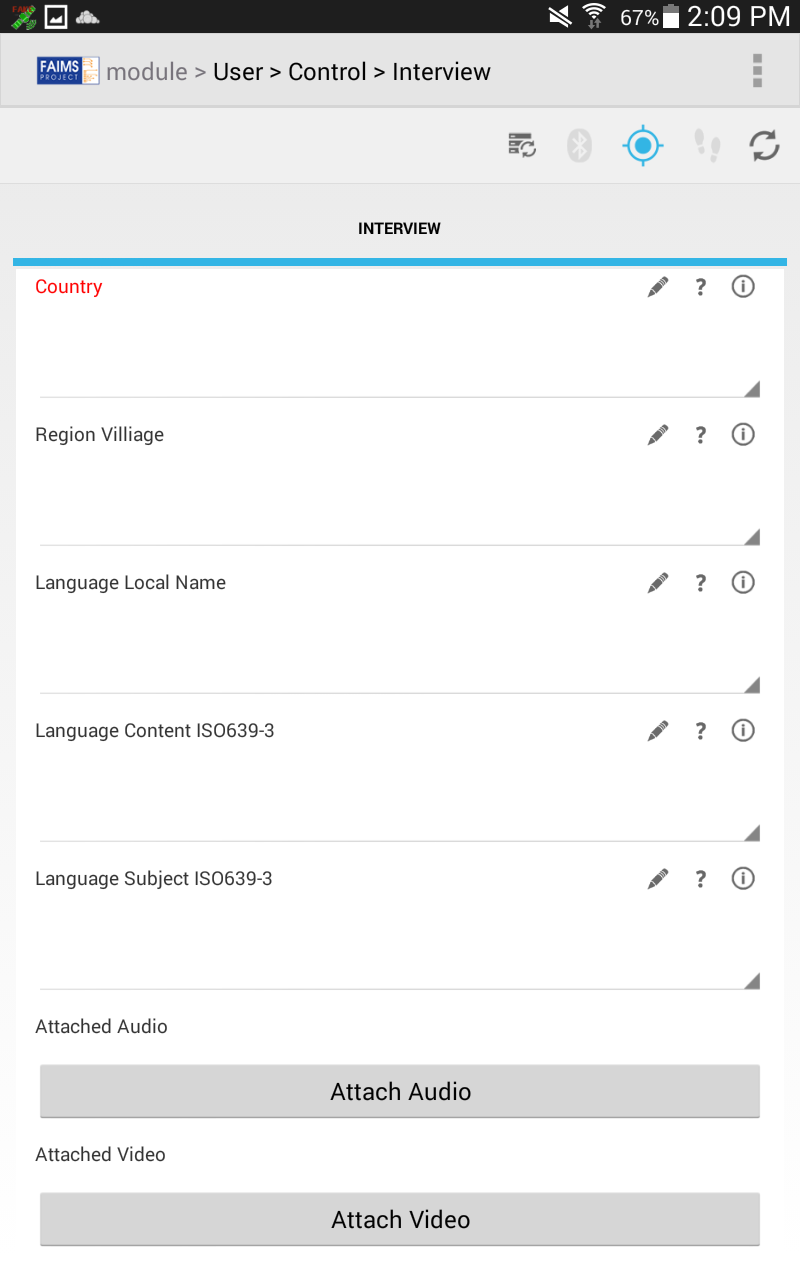 FAIMS
67% 2:09 PM
FAIMS
PROJECT
module > User > Control > Interview
INTERVIEW
Country ?
Region Villiage ?
Language Local Name ?
Language Content ISO639-3 ?
Language Subject ISO639-3 ?
Attached Audio
Attach Audio
Attached Video
Attach Video